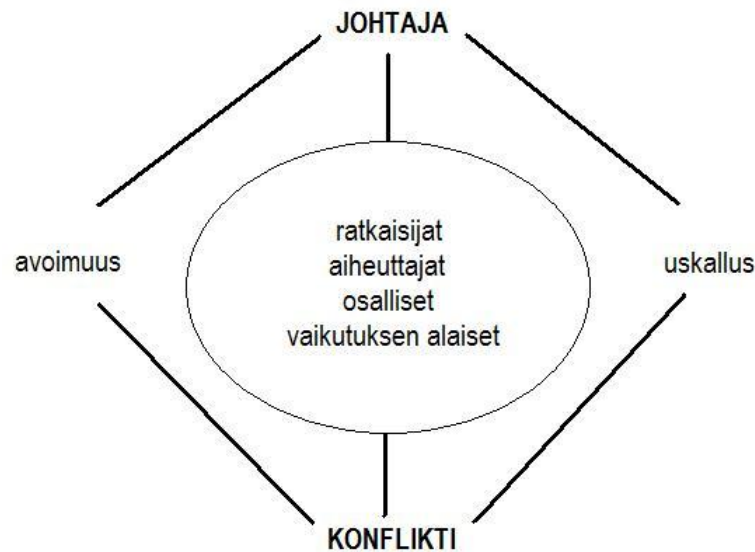 JOHTAJA
ratkaisijat
aiheuttajat
avoimuus
uskallus
osalliset
vaikutuksen alaiset
KONFLIKTI